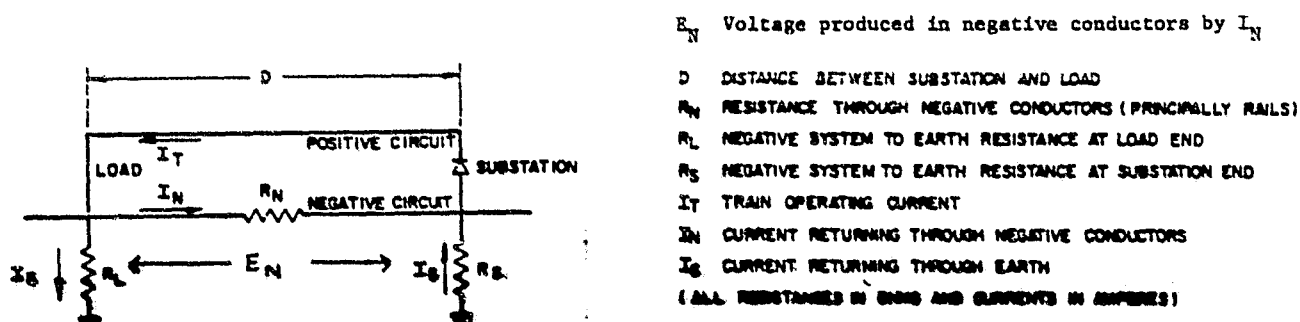 D
POSITIVE CIRCUIT
I_T
LOAD
SUBSTATION
I_N
R_N
NEGATIVE CIRCUIT
I_S
R_L
E_N
I_S
R_S
E_N Voltage produced in negative conductors by I_N
D DISTANCE BETWEEN SUBSTATION AND LOAD
R_N RESISTANCE THROUGH NEGATIVE CONDUCTORS (PRINCIPALLY RAILS)
R_L NEGATIVE SYSTEM TO EARTH RESISTANCE AT LOAD END
R_S NEGATIVE SYSTEM TO EARTH RESISTANCE AT SUBSTATION END
I_T TRAIN OPERATING CURRENT
I_N CURRENT RETURNING THROUGH NEGATIVE CONDUCTORS
I_S CURRENT RETURNING THROUGH EARTH
(ALL RESISTANCES IN OHMS AND CURRENTS IN AMPERES)